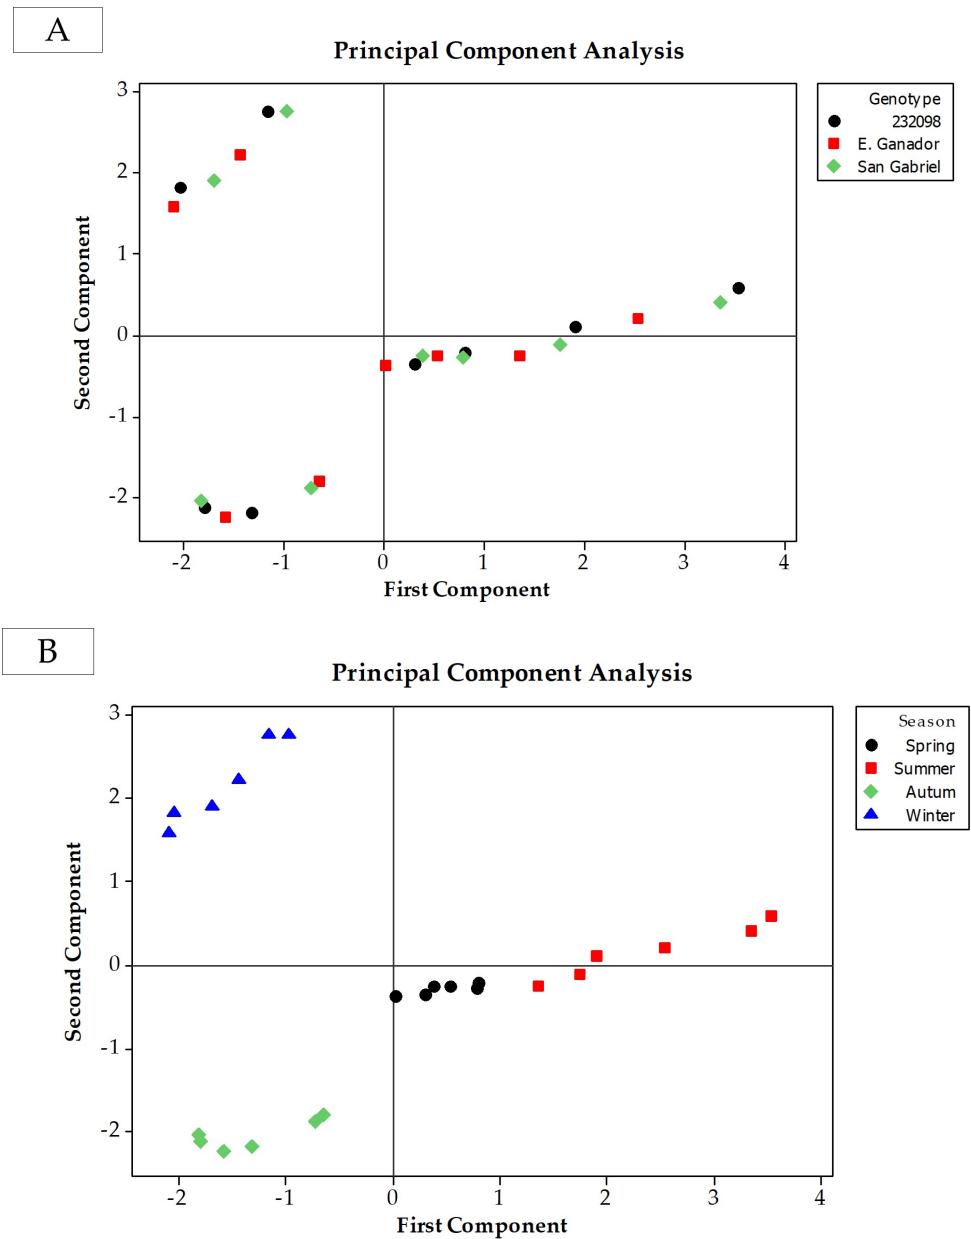 A
Principal Component Analysis
Genotype
232098
E. Ganador
San Gabriel
3
2
1
0
-1
-2
Second Component
-2 -1 0 1 2 3 4
First Component
B
Principal Component Analysis
Season
Spring
Summer
Autum
Winter
3
2
1
0
-1
-2
Second Component
-2 -1 0 1 2 3 4
First Component